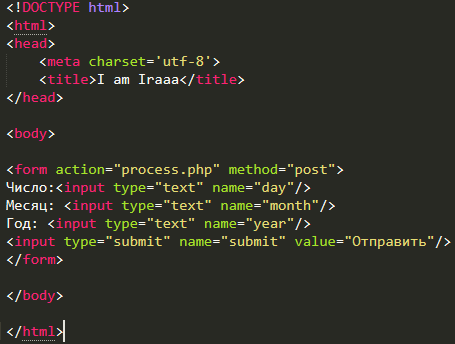 <!DOCTYPE html>
<html>
<head>
<meta charset='utf-8'>
<title>I am Iraaa</title>
</head>
<body>
<form action="process.php" method="post">
Число:<input type="text" name="day"/>
Месяц: <input type="text" name="month"/>
Год: <input type="text" name="year"/>
<input type="submit" name="submit" value="Отправить"/>
</form>
</body>
</html>